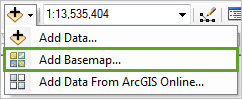 1:13,535,404
Add Data...
Add Basemap...
Add Data From ArcGIS Online...